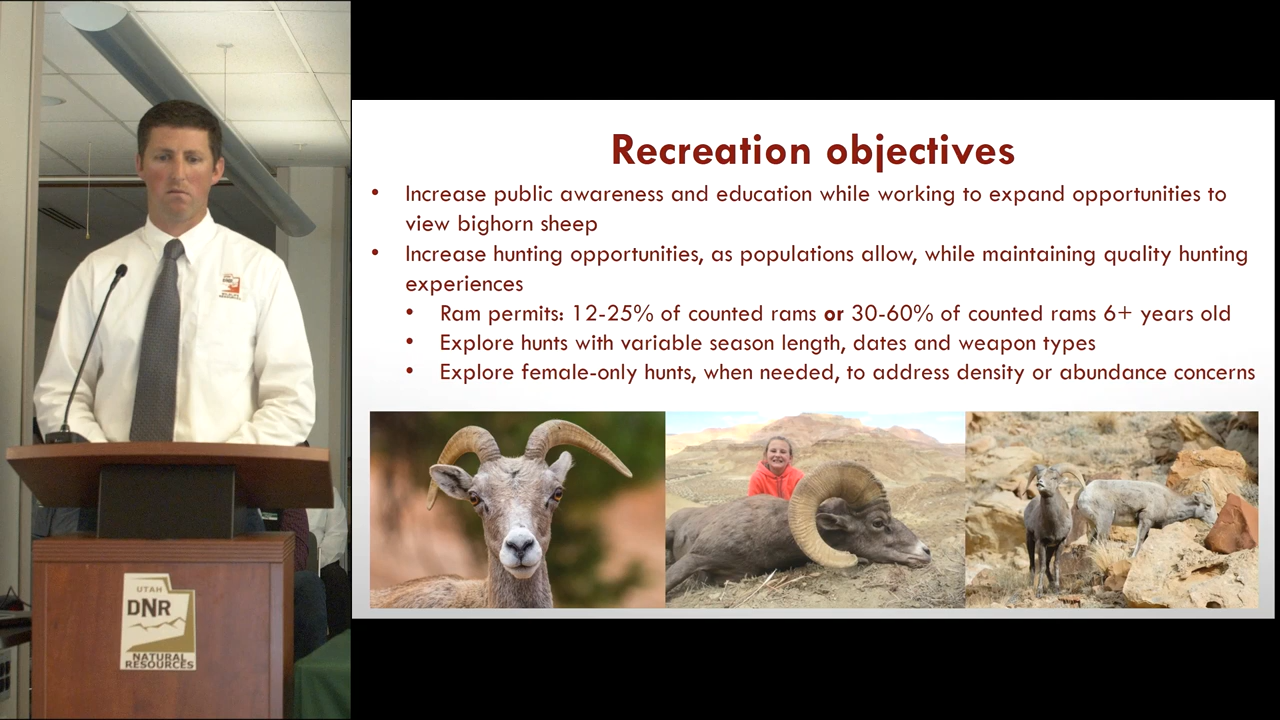 Recreation objectives
• Increase public awareness and education while working to expand opportunities to
view bighorn sheep
• Increase hunting opportunities, as populations allow, while maintaining quality hunting
experiences
• Ram permits: 12-25% of counted rams or 30-60% of counted rams 6+ years old
• Explore hunts with variable season length, dates and weapon types
• Explore female-only hunts, when needed, to address density or abundance concerns
DNR
UTAH
DNR
NATURAL
RESOURCES